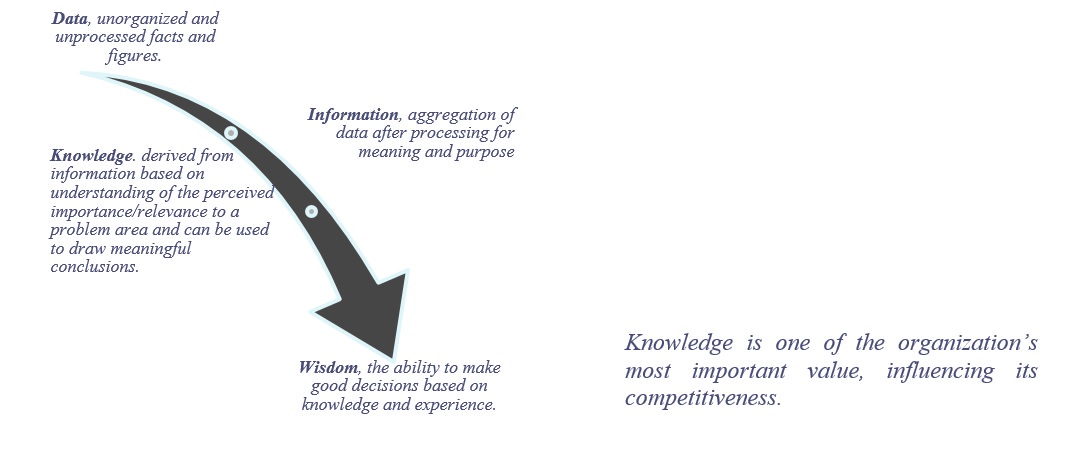 Data, unorganized and
unprocessed facts and
figures.
Information, aggregation of
data after processing for
meaning and purpose
Knowledge. derived from
information based on
understanding of the perceived
importance/relevance to a
problem area and can be used
to draw meaningful
conclusions.
Wisdom, the ability to make
good decisions based on
knowledge and experience.
Knowledge is one of the organization’s
most important value, influencing its
competitiveness.